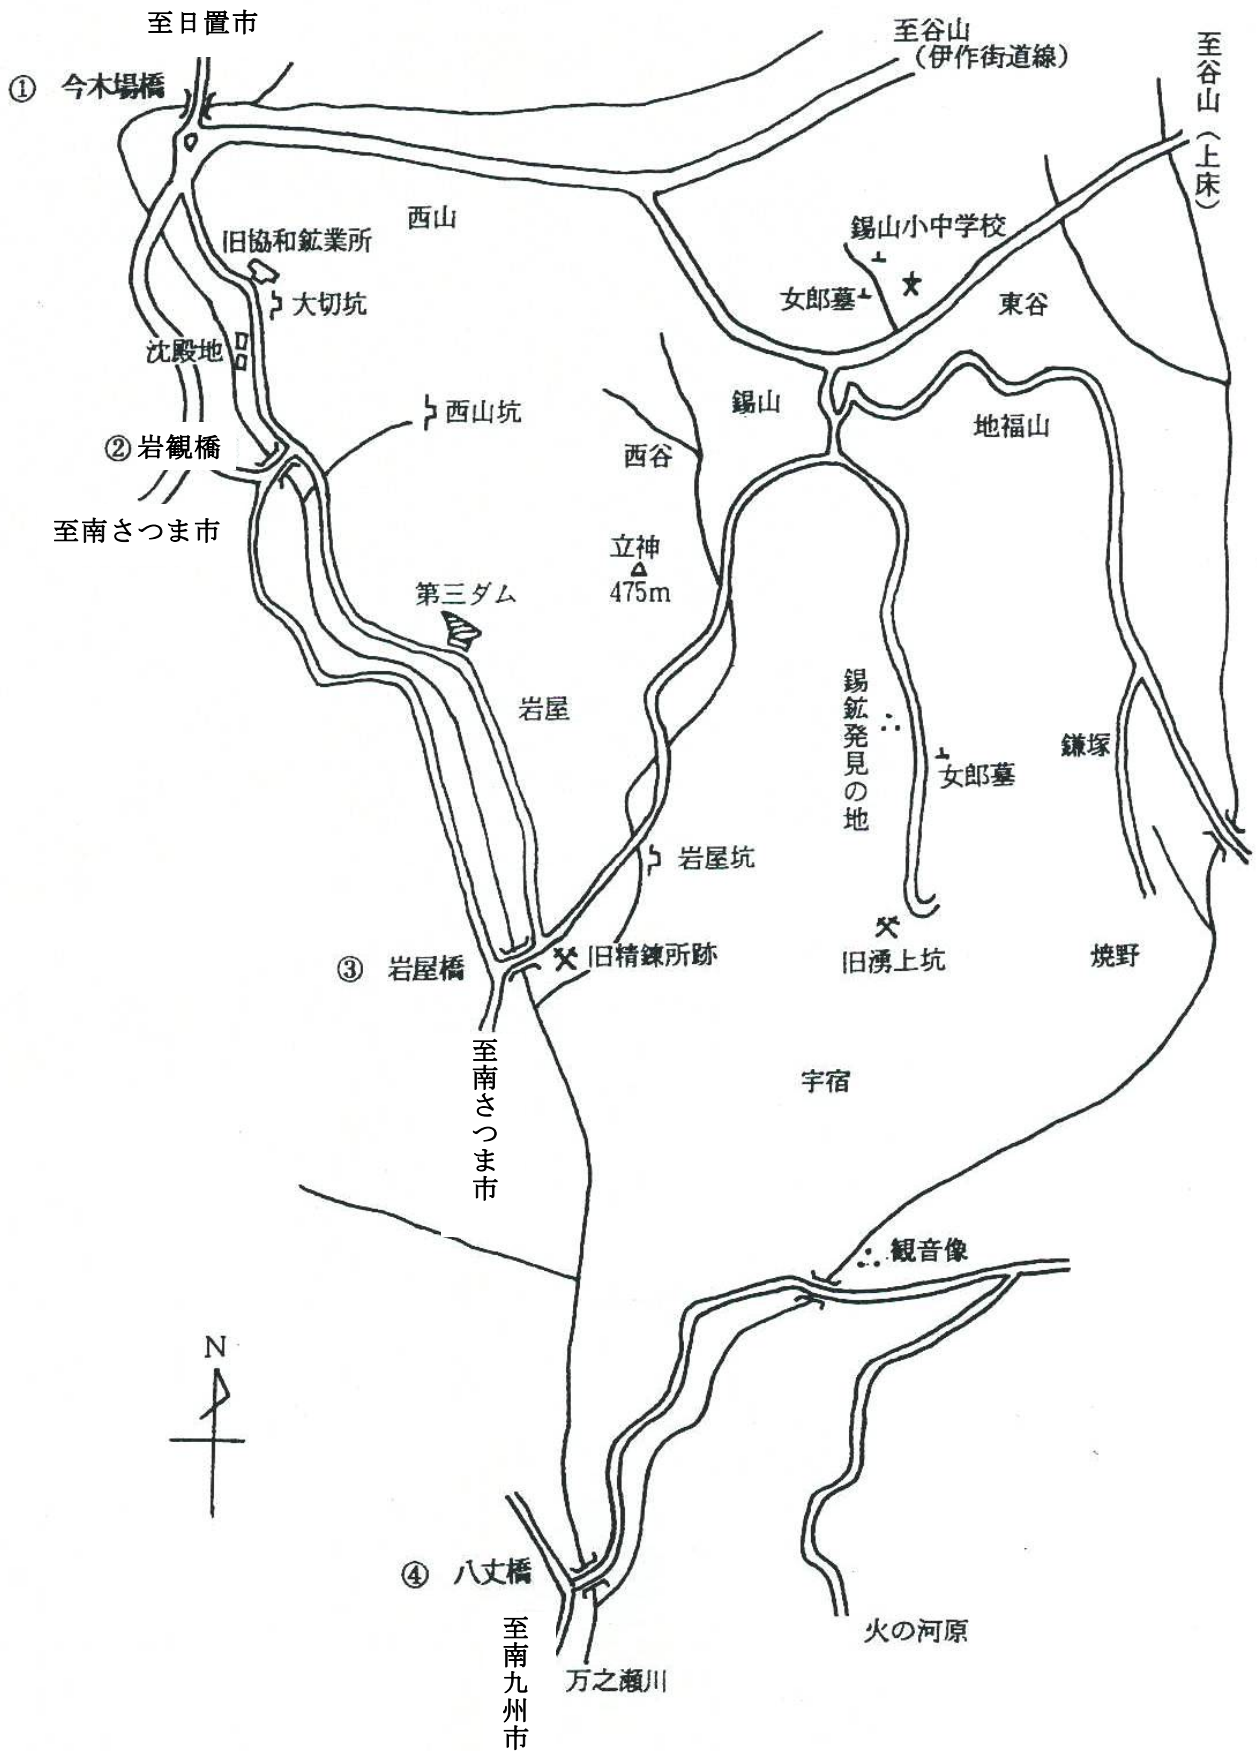 至日置市
① 今木場橋
至谷山
(伊作街道線)
至谷山(上床)
西山
旧協和鉱業所
大切坑
沈殿地
錫山小中学校
女郎墓
東谷
錫山
西山坑
地福山
② 岩観橋
西谷
至南さつま市
立神
475m
第三ダム
岩屋
錫鉱発見の地
鎌塚
女郎墓
岩屋坑
③ 岩屋橋
旧精錬所跡
旧湧上坑
焼野
至南さつま市
宇宿
観音像
N
④ 八丈橋
至南九州市
火の河原
万之瀬川